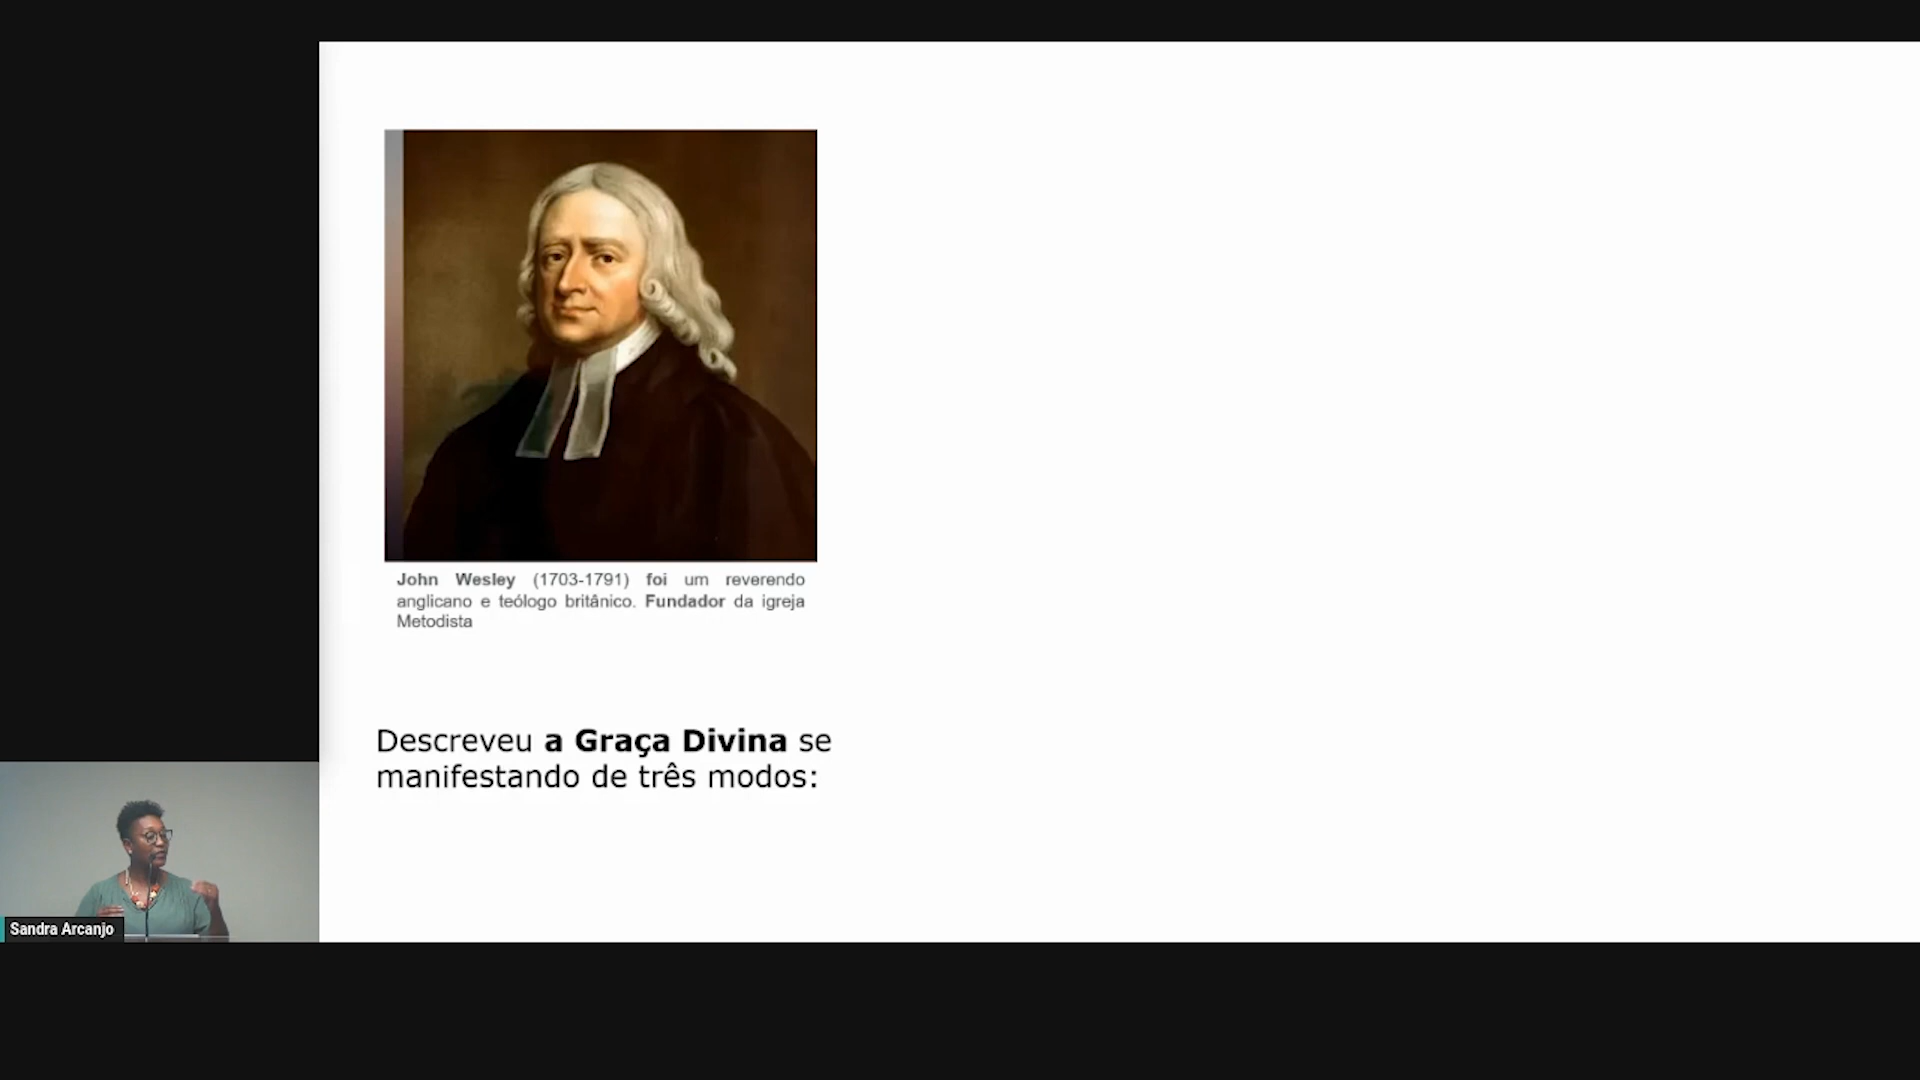 John Wesley (1703-1791) foi um reverendo
anglicano e teólogo britânico. Fundador da igreja
Metodista
Descreveu a Graça Divina se
manifestando de três modos:
Sandra Arcanjo